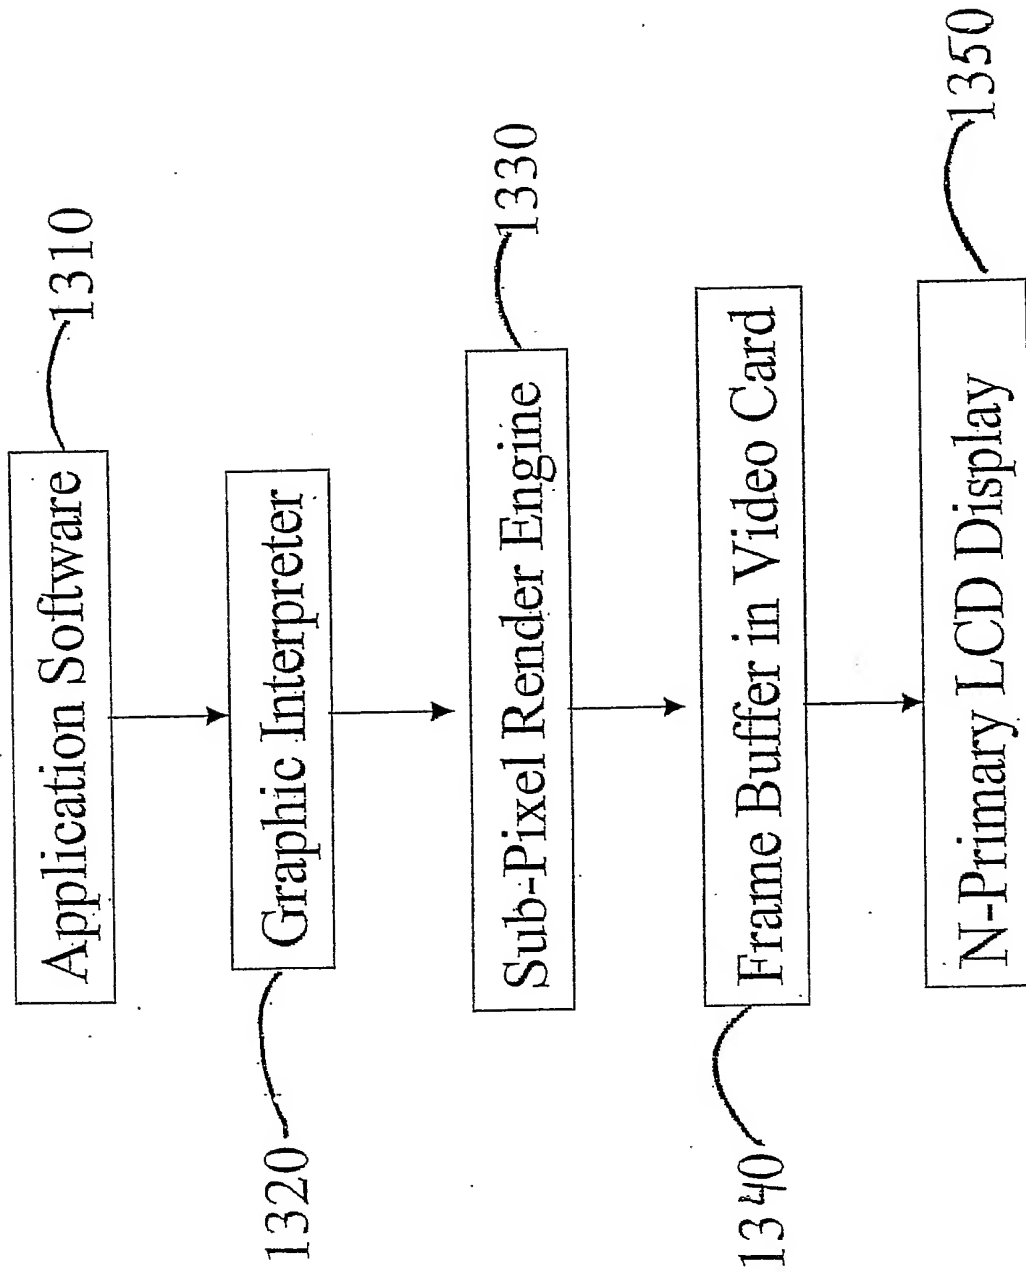 Application Software
1310
Graphic Interpreter
1320
Sub-Pixel Render Engine
1330
Frame Buffer in Video Card
1340
N-Primary LCD Display
1350